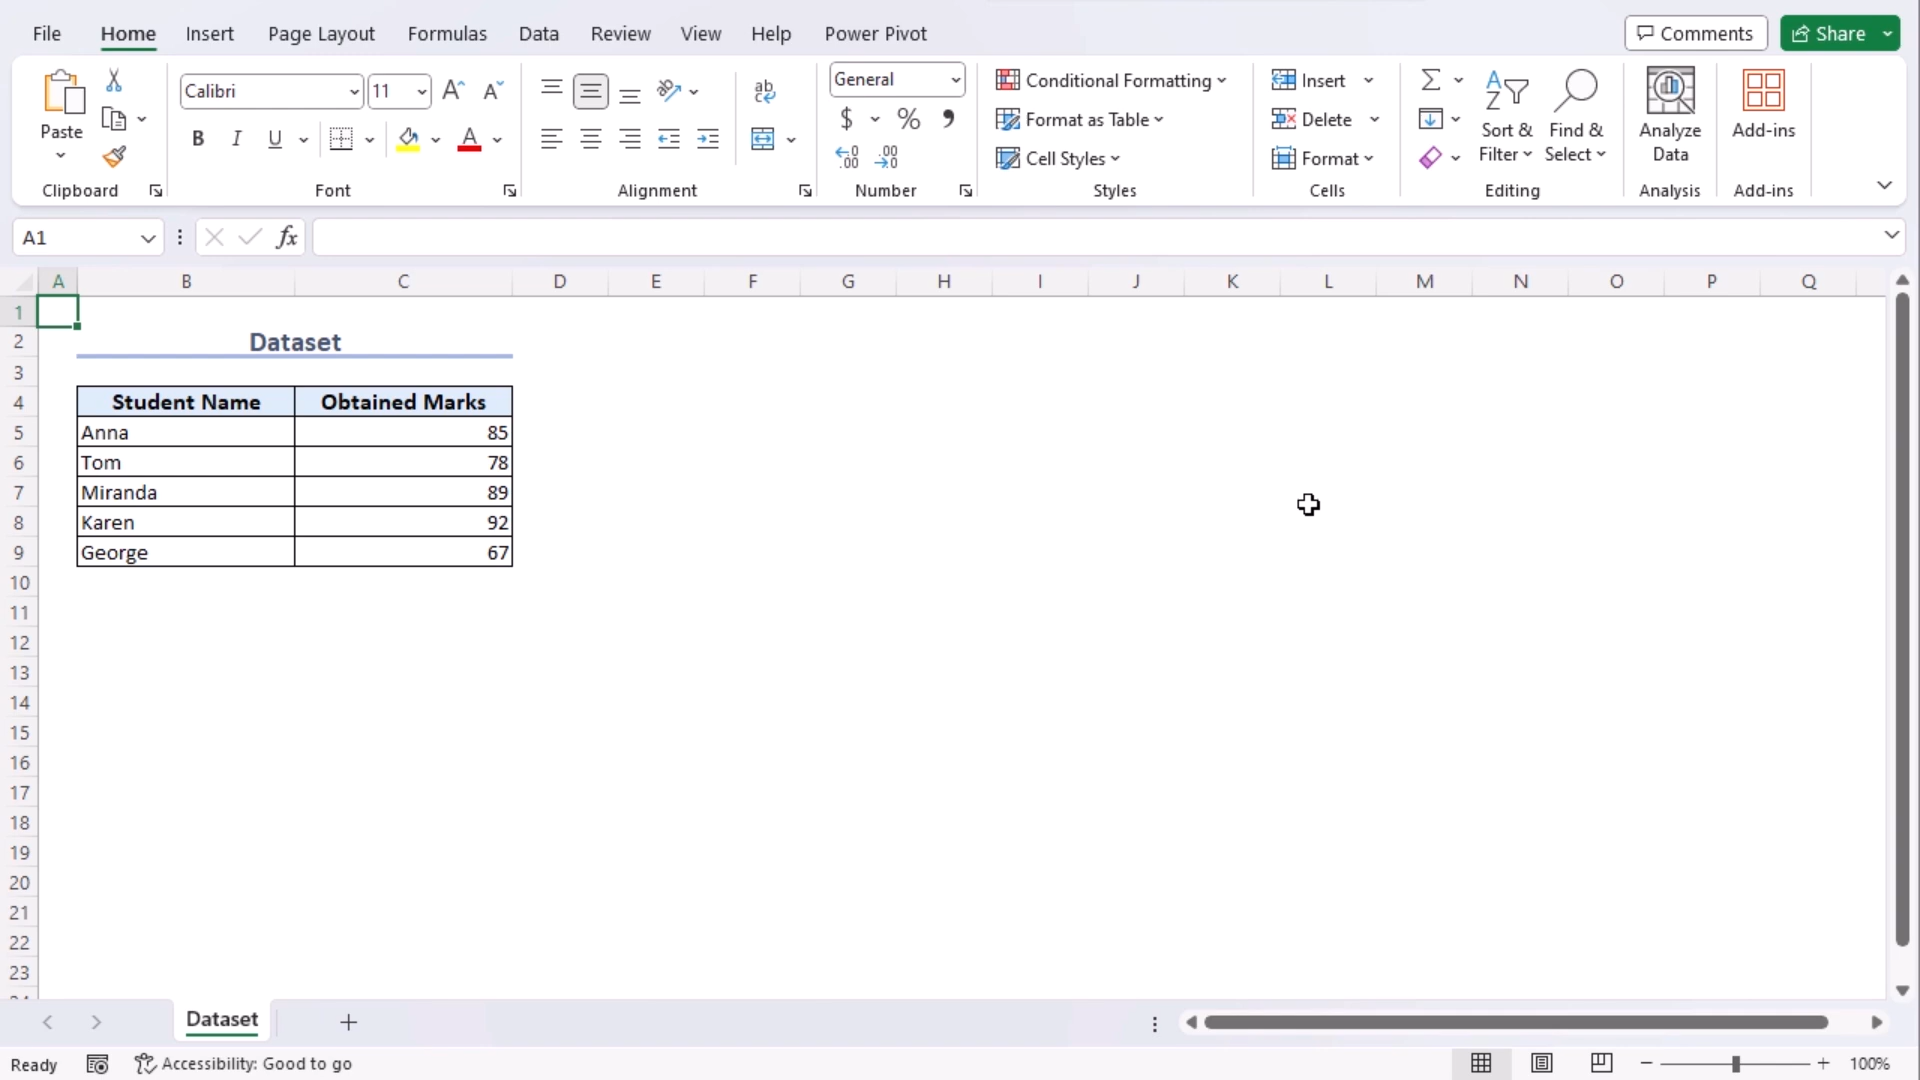 File Home Insert Page Layout Formulas Data Review View Help Power Pivot Comments Share
Paste
Clipboard
Calibri 11
B I U A
Font
ab
c
Alignment
General
$ % ,
Number
Conditional Formatting
Format as Table
Cell Styles
Styles
Insert
Delete
Format
Cells
Sort & Filter
Find & Select
Editing
Analyze Data
Analysis
Add-ins
Add-ins
A1 fx
A B C D E F G H I J K L M N O P Q
1
2 Dataset
3
4 Student Name Obtained Marks
5 Anna 85
6 Tom 78
7 Miranda 89
8 Karen 92
9 George 67
10
11
12
13
14
15
16
17
18
19
20
21
22
23
Dataset
Ready Accessibility: Good to go 100%